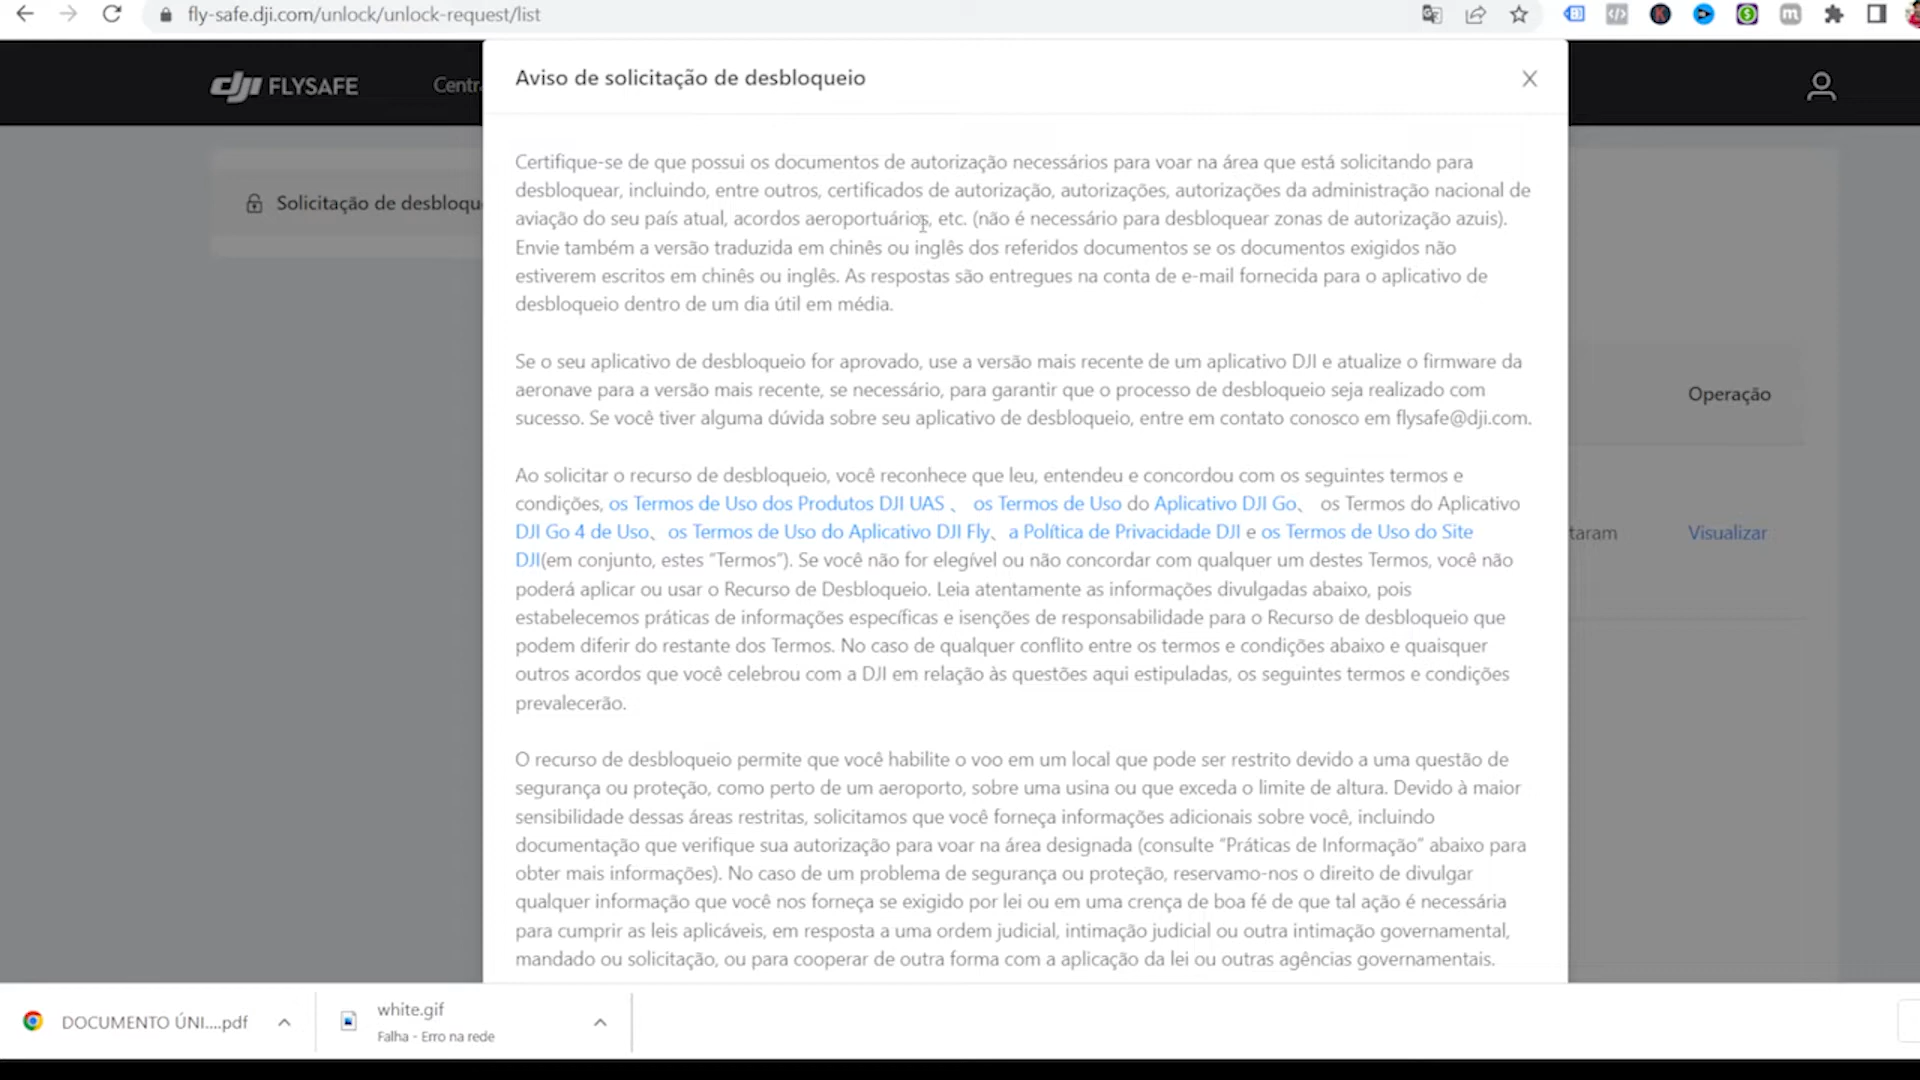 fly-safe.dji.com/unlock/unlock-request/list
dji FLYSAFE
Centr
Aviso de solicitação de desbloqueio
Solicitação de desbloqu
Certifique-se de que possui os documentos de autorização necessários para voar na área que está solicitando para
desbloquear, incluindo, entre outros, certificados de autorização, autorizações, autorizações da administração nacional de
aviação do seu país atual, acordos aeroportuários, etc. (não é necessário para desbloquear zonas de autorização azuis).
Envie também a versão traduzida em chinês ou inglês dos referidos documentos se os documentos exigidos não
estiverem escritos em chinês ou inglês. As respostas são entregues na conta de e-mail fornecida para o aplicativo de
desbloqueio dentro de um dia útil em média.
Se o seu aplicativo de desbloqueio for aprovado, use a versão mais recente de um aplicativo DJI e atualize o firmware da
aeronave para a versão mais recente, se necessário, para garantir que o processo de desbloqueio seja realizado com
sucesso. Se você tiver alguma dúvida sobre seu aplicativo de desbloqueio, entre em contato conosco em flysafe@dji.com.
Operação
Ao solicitar o recurso de desbloqueio, você reconhece que leu, entendeu e concordou com os seguintes termos e
condições, os Termos de Uso dos Produtos DJI UAS 、 os Termos de Uso do Aplicativo DJI Go、 os Termos do Aplicativo
DJI Go 4 de Uso、os Termos de Uso do Aplicativo DJI Fly、a Política de Privacidade DJI e os Termos de Uso do Site
DJI(em conjunto, estes “Termos”). Se você não for elegível ou não concordar com qualquer um destes Termos, você não
poderá aplicar ou usar o Recurso de Desbloqueio. Leia atentamente as informações divulgadas abaixo, pois
estabelecemos práticas de informações específicas e isenções de responsabilidade para o Recurso de desbloqueio que
podem diferir do restante dos Termos. No caso de qualquer conflito entre os termos e condições abaixo e quaisquer
outros acordos que você celebrou com a DJI em relação às questões aqui estipuladas, os seguintes termos e condições
prevalecerão.
taram
Visualizar
O recurso de desbloqueio permite que você habilite o voo em um local que pode ser restrito devido a uma questão de
segurança ou proteção, como perto de um aeroporto, sobre uma usina ou que exceda o limite de altura. Devido à maior
sensibilidade dessas áreas restritas, solicitamos que você forneça informações adicionais sobre você, incluindo
documentação que verifique sua autorização para voar na área designada (consulte “Práticas de Informação” abaixo para
obter mais informações). No caso de um problema de segurança ou proteção, reservamo-nos o direito de divulgar
qualquer informação que você nos forneça se exigido por lei ou em uma crença de boa fé de que tal ação é necessária
para cumprir as leis aplicáveis, em resposta a uma ordem judicial, intimação judicial ou outra intimação governamental,
mandado ou solicitação, ou para cooperar de outra forma com a aplicação da lei ou outras agências governamentais.
DOCUMENTO ÚNI....pdf
white.gif
Falha - Erro na rede